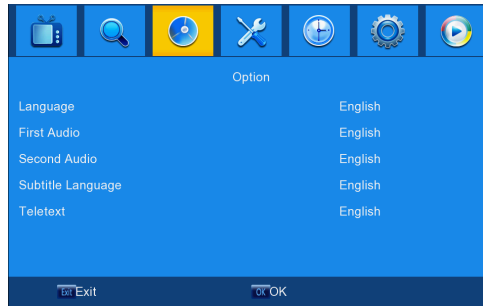 Option
Language English
First Audio English
Second Audio English
Subtitle Language English
Teletext English
Exit Exit OK OK